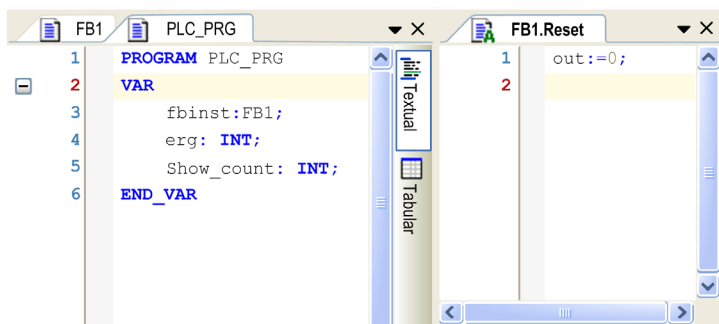 FB1
PLC_PRG
1 PROGRAM PLC_PRG
2 VAR
3 fbinst:FB1;
4 erg: INT;
5 Show_count: INT;
6 END_VAR
Textual
Tabular
FB1.Reset
1 out:=0;
2